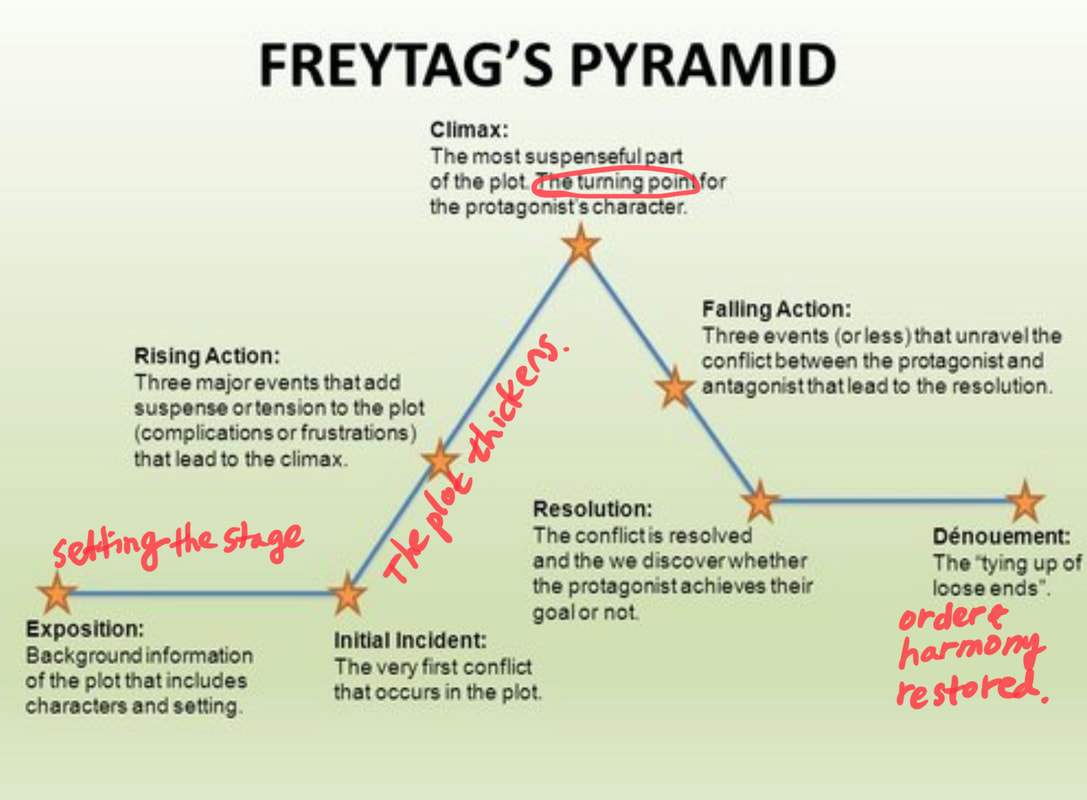 FREYTAG'S PYRAMID
Climax:
The most suspenseful part
of the plot. The turning point for
the protagonist's character.
Falling Action:
Three events (or less) that unravel the
conflict between the protagonist and
antagonist that lead to the resolution.
Rising Action:
Three major events that add
suspense or tension to the plot
(complications or frustrations)
that lead to the climax.
The plot thickens.
setting the stage
Resolution:
The conflict is resolved
and the we discover whether
the protagonist achieves their
goal or not.
Dénouement:
The "tying up of
loose ends".
order &
harmony
restored.
Exposition:
Background information
of the plot that includes
characters and setting.
Initial Incident:
The very first conflict
that occurs in the plot.